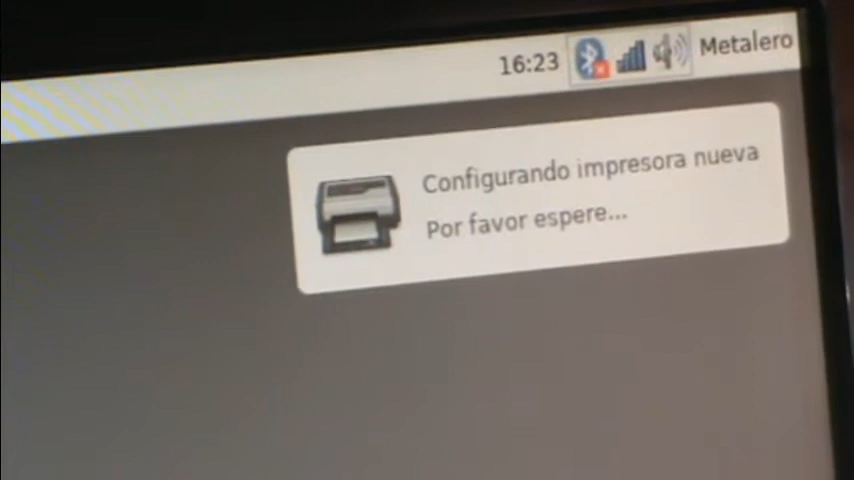 16:23 Metalero
Configurando impresora nueva
Por favor espere...